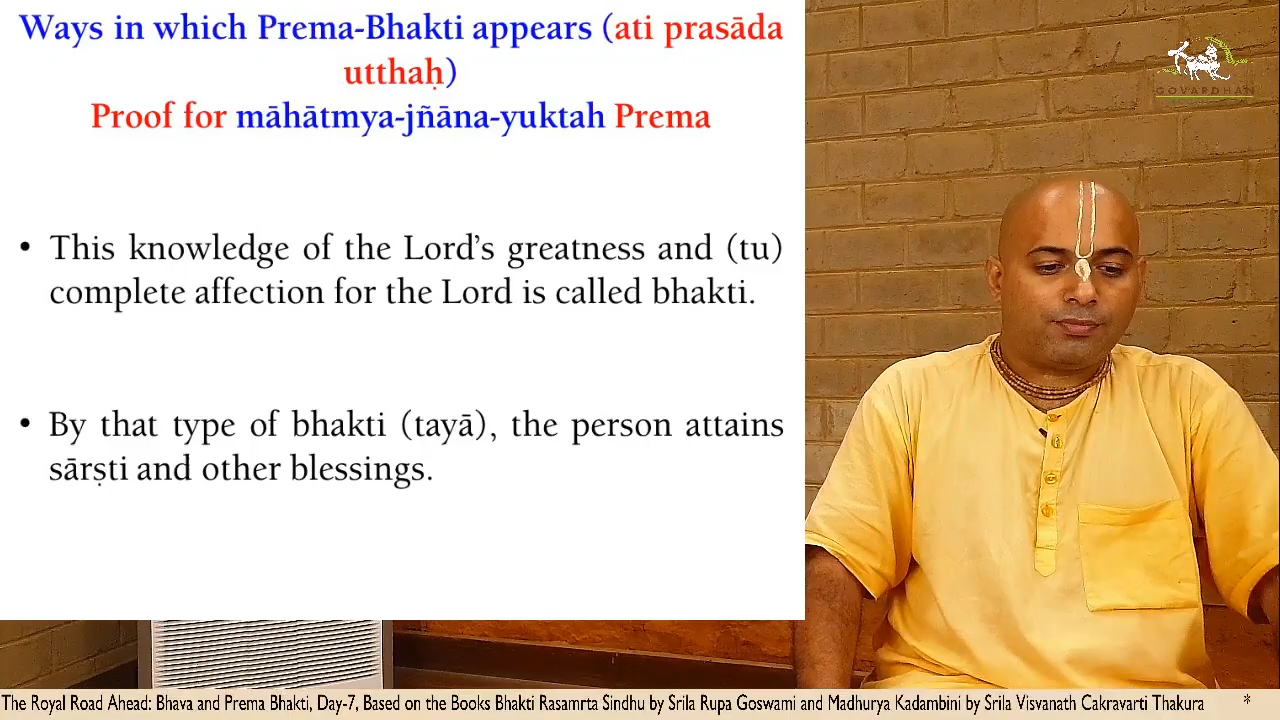 Ways in which Prema-Bhakti appears (ati prasāda
utthaḥ)
Proof for māhātmya-jñāna-yuktah Prema
• This knowledge of the Lord's greatness and (tu)
complete affection for the Lord is called bhakti.
• By that type of bhakti (tayā), the person attains
sārṣti and other blessings.
GOVARDHAN
The Royal Road Ahead: Bhava and Prema Bhakti, Day-7, Based on the Books Bhakti Rasamrta Sindhu by Srila Rupa Goswami and Madhurya Kadambini by Srila Visvanath Cakravarti Thakura *